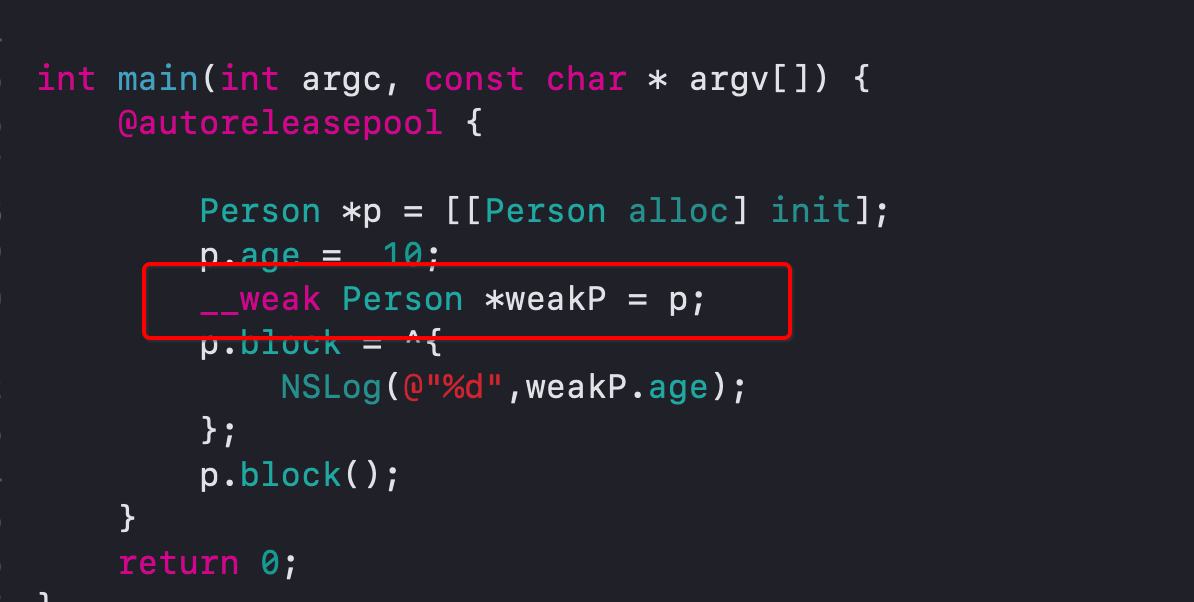 int main(int argc, const char * argv[]) {
@autoreleasepool {
Person *p = [[Person alloc] init];
p.age =  10;
__weak Person *weakP = p;
p.block = ^{
NSLog(@"%d",weakP.age);
};
p.block();
}
return 0;
}